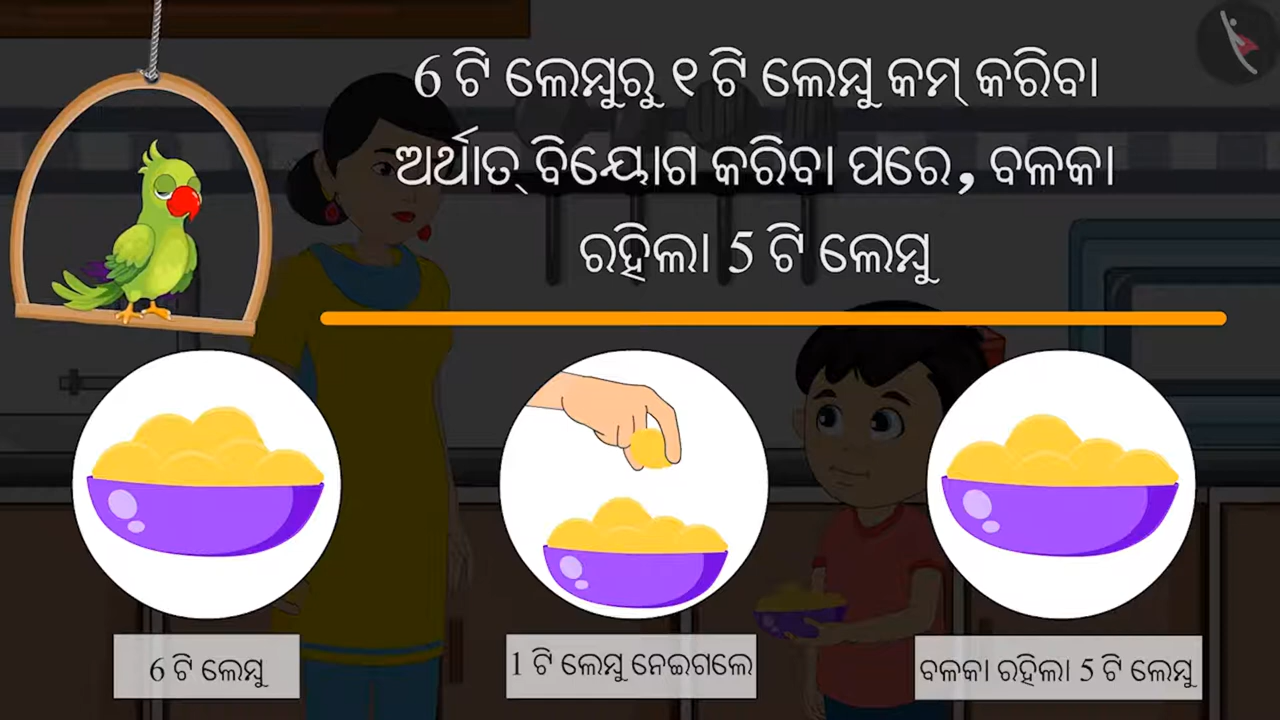 6 ଟି ଲେମ୍ବୁରୁ ୧ ଟି ଲେମ୍ବୁ କମ୍ କରିବା
ଅର୍ଥାତ୍ ବିୟୋଗ କରିବା ପରେ, ବଳକା
ରହିଲା 5 ଟି ଲେମ୍ବୁ
6 ଟି ଲେମ୍ବୁ
1 ଟି ଲେମ୍ବୁ ନେଇଗଲେ
ବଳକା ରହିଲା 5 ଟି ଲେମ୍ବୁ